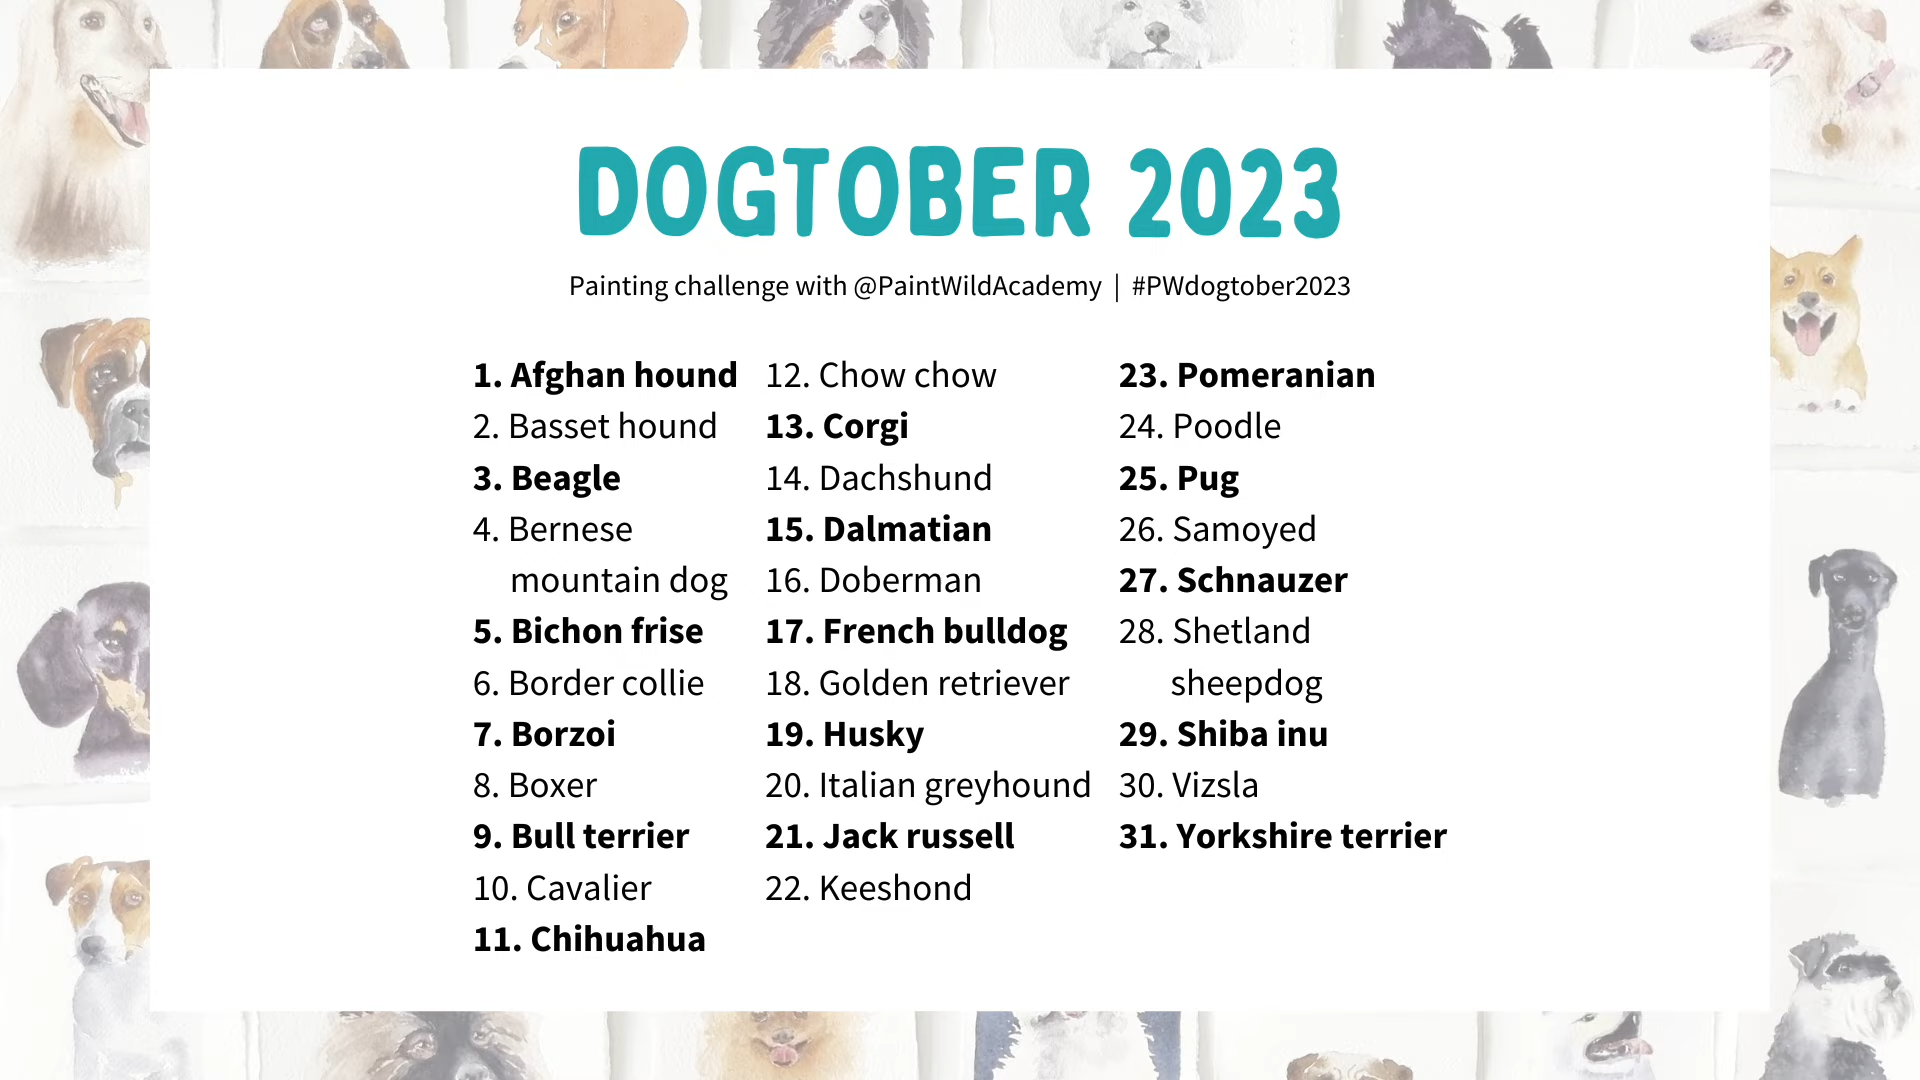 DOGTOBER 2023
Painting challenge with @PaintWildAcademy | #PWdogtober2023
1. Afghan hound
2. Basset hound
3. Beagle
4. Bernese
mountain dog
5. Bichon frise
6. Border collie
7. Borzoi
8. Boxer
9. Bull terrier
10. Cavalier
11. Chihuahua
12. Chow chow
13. Corgi
14. Dachshund
15. Dalmatian
16. Doberman
17. French bulldog
18. Golden retriever
19. Husky
20. Italian greyhound
21. Jack russell
22. Keeshond
23. Pomeranian
24. Poodle
25. Pug
26. Samoyed
27. Schnauzer
28. Shetland
sheepdog
29. Shiba inu
30. Vizsla
31. Yorkshire terrier